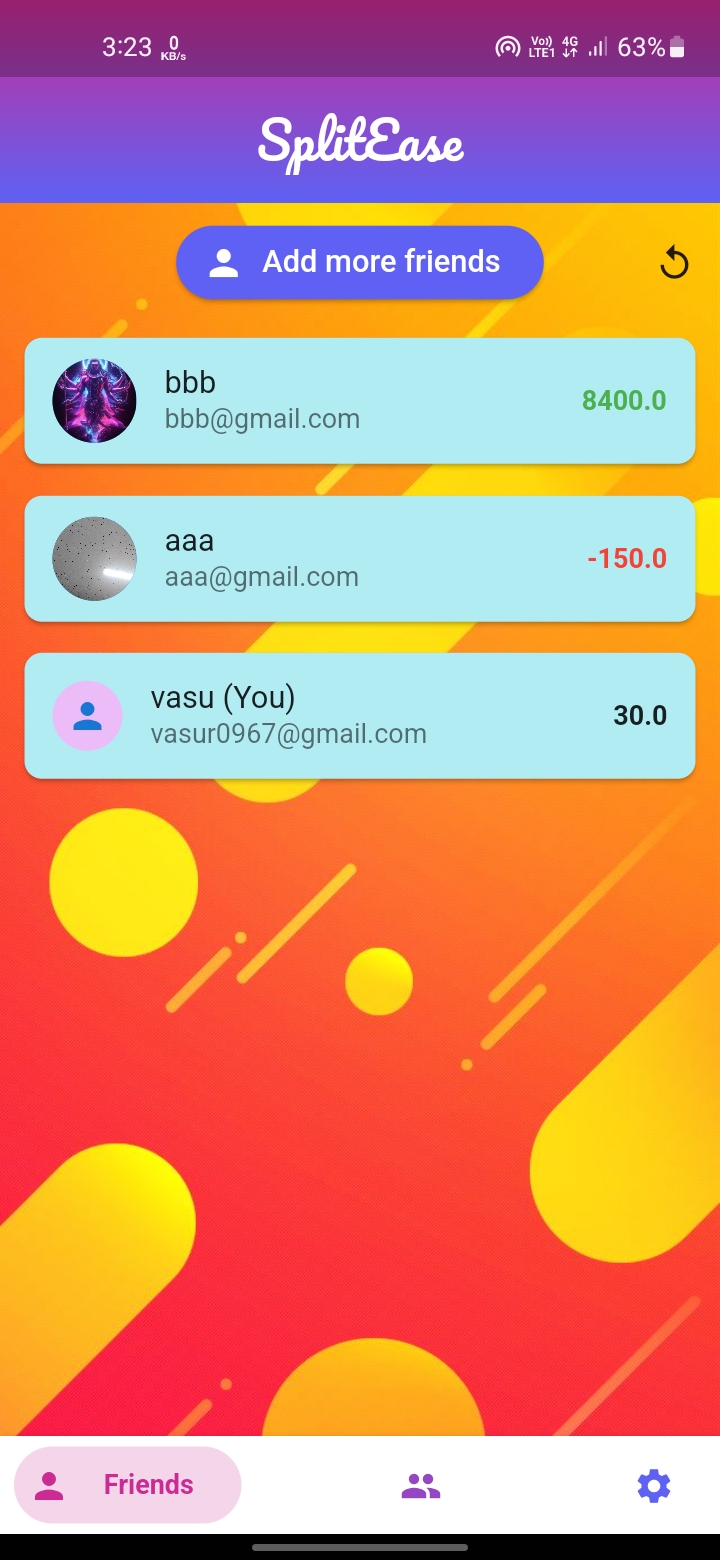 3:23 0 KB/s Vo)) LTE1 4G 63%
SplitEase
Add more friends
bbb
bbb@gmail.com
8400.0
aaa
aaa@gmail.com
-150.0
vasu (You)
vasur0967@gmail.com
30.0
Friends